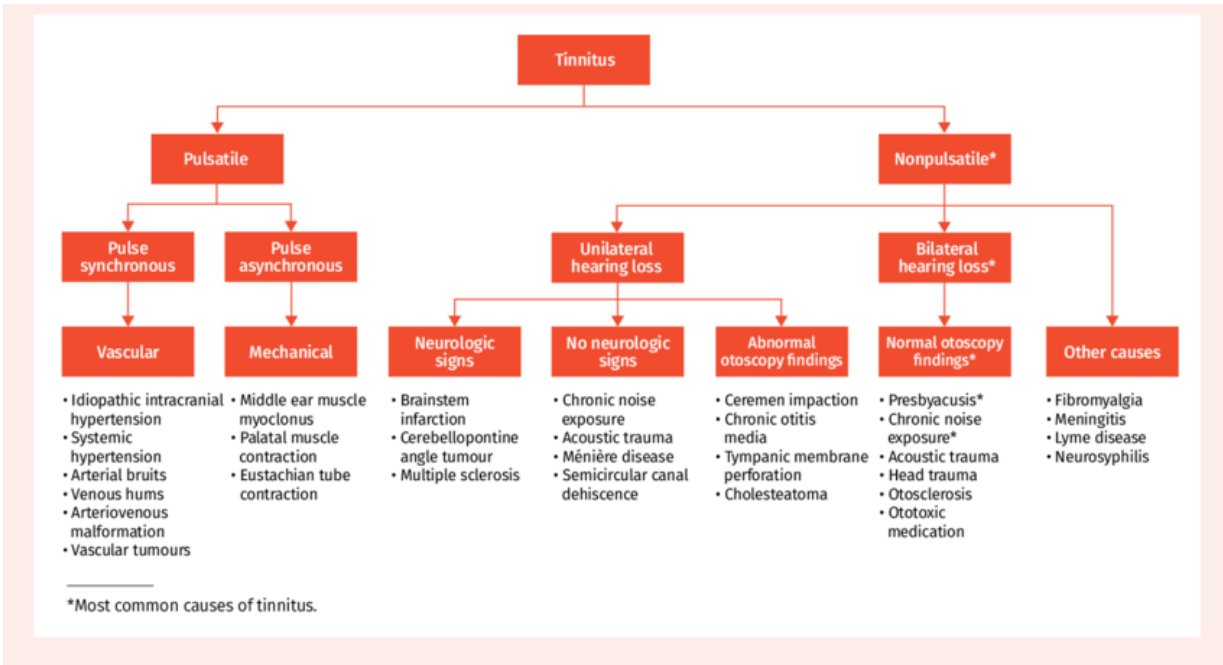 Tinnitus
Pulsatile
Nonpulsatile*
Pulse
synchronous
Pulse
asynchronous
Unilateral
hearing loss
Bilateral
hearing loss*
Vascular
Mechanical
Neurologic
signs
No neurologic
signs
Abnormal
otoscopy findings
Normal otoscopy
findings*
Other causes
• Idiopathic intracranial
hypertension
• Systemic
hypertension
• Arterial bruits
• Venous hums
• Arteriovenous
malformation
• Vascular tumours
• Middle ear muscle
myoclonus
• Palatal muscle
contraction
• Eustachian tube
contraction
• Brainstem
infarction
• Cerebellopontine
angle tumour
• Multiple sclerosis
• Chronic noise
exposure
• Acoustic trauma
• Ménière disease
• Semicircular canal
dehiscence
• Ceremen impaction
• Chronic otitis
media
• Tympanic membrane
perforation
• Cholesteatoma
• Presbyacusis*
• Chronic noise
exposure*
• Acoustic trauma
• Head trauma
• Otosclerosis
• Ototoxic
medication
• Fibromyalgia
• Meningitis
• Lyme disease
• Neurosyphilis
*Most common causes of tinnitus.